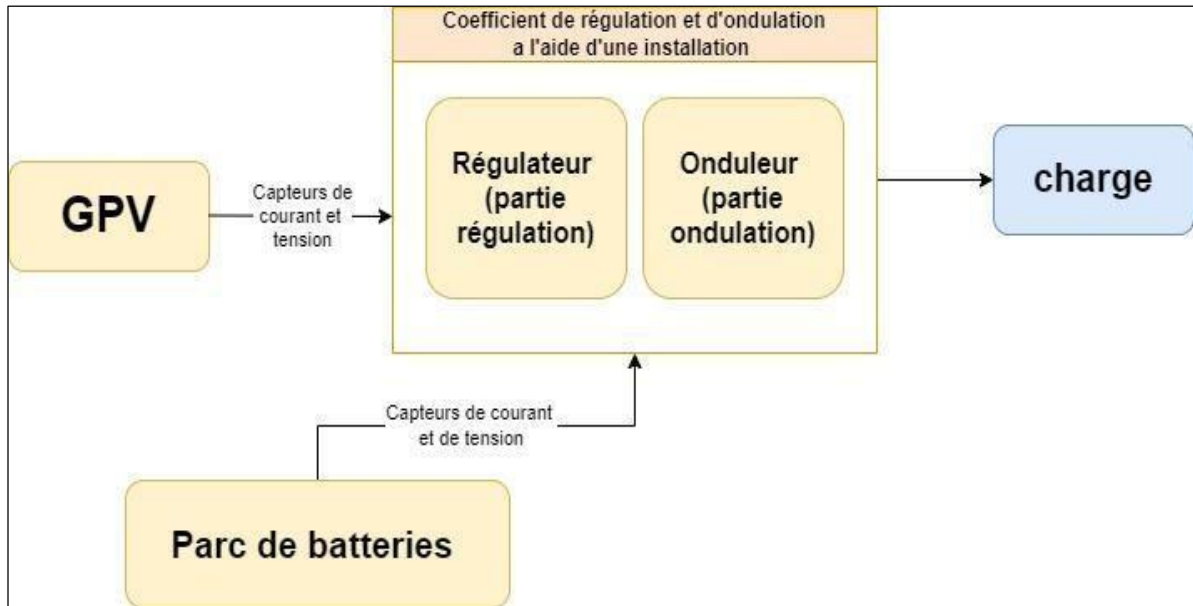 Coefficient de régulation et d'ondulation
a l'aide d'une installation
Régulateur
(partie
régulation)
Onduleur
(partie
ondulation)
charge
GPV
Capteurs de
courant et
tension
Capteurs de courant
et de tension
Parc de batteries